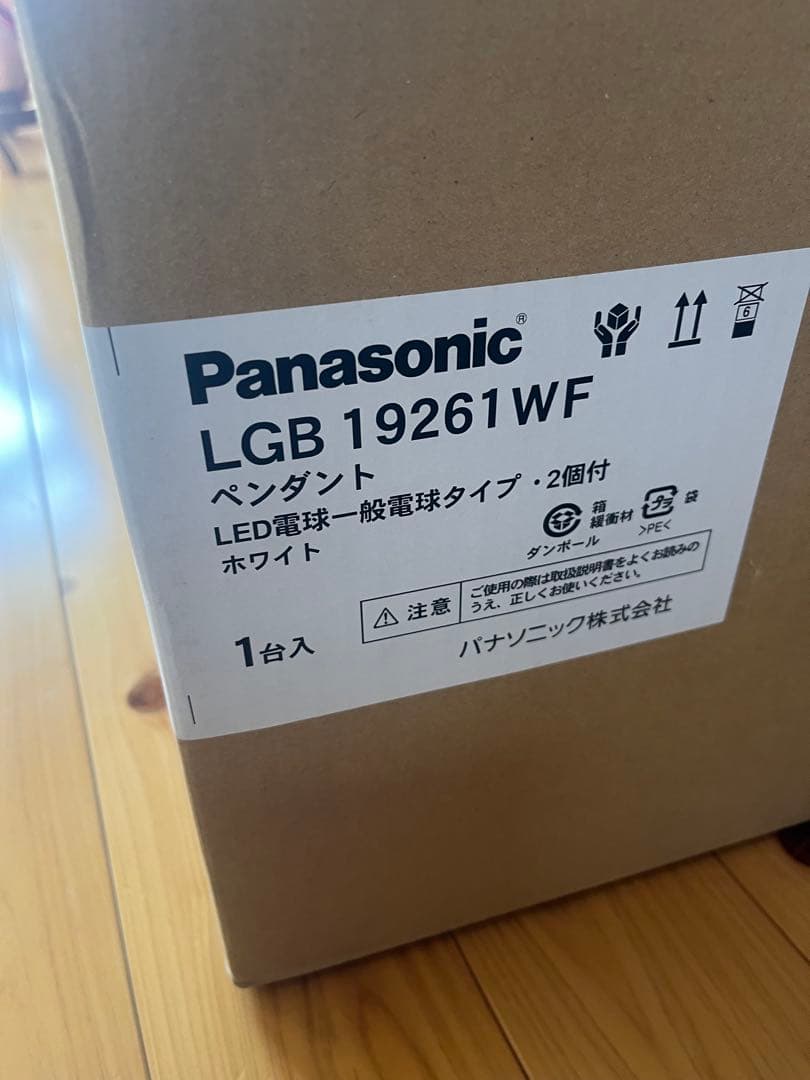 Panasonic®
LGB 19261WF
ペンダント
LED電球一般電球タイプ・2個付
ホワイト
6
ダンボール
箱
緩衝材
プラ
袋
>PE<
⚠ 注意
ご使用の際は取扱説明書をよくお読みの
うえ、正しくお使いください。
1台入
パナソニック株式会社